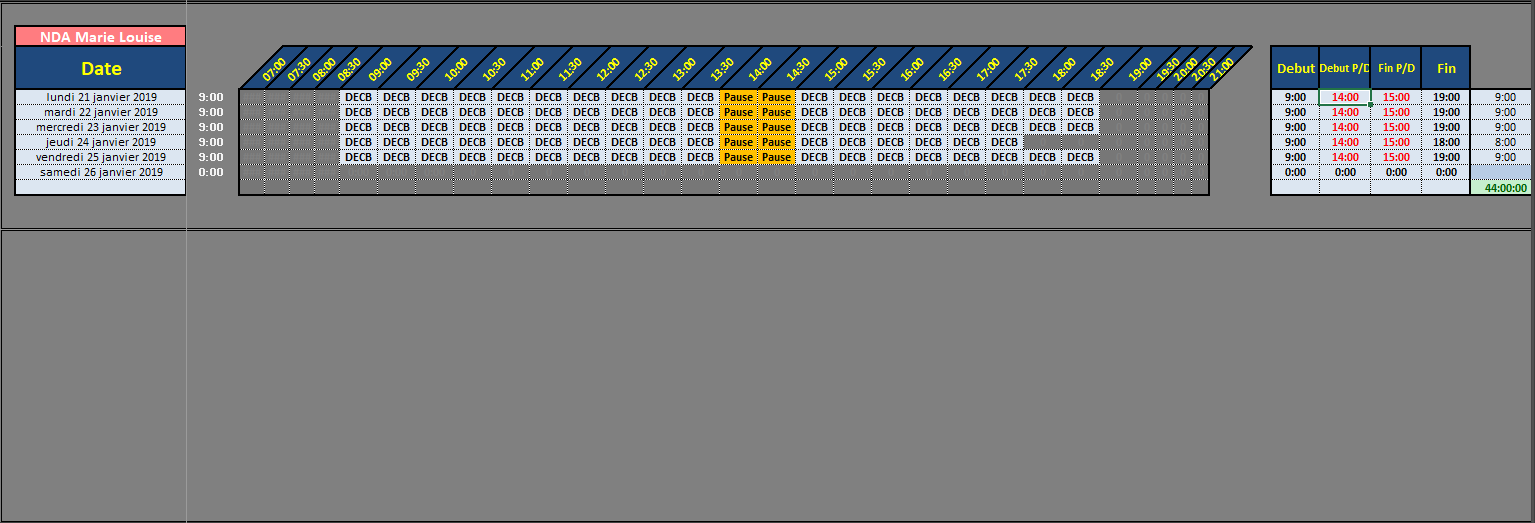 NDA Marie Louise
Date 07:00 07:30 08:00 08:30 09:00 09:30 10:00 10:30 11:00 11:30 12:00 12:30 13:00 13:30 14:00 14:30 15:00 15:30 16:00 16:30 17:00 17:30 18:00 18:30 19:00 19:30 20:00 20:30 21:00 Debut Debut P/D Fin P/D Fin
lundi 21 janvier 2019 9:00 DECB DECB DECB DECB DECB DECB DECB DECB DECB DECB Pause Pause DECB DECB DECB DECB DECB DECB DECB DECB 9:00 14:00 15:00 19:00 9:00
mardi 22 janvier 2019 9:00 DECB DECB DECB DECB DECB DECB DECB DECB DECB DECB Pause Pause DECB DECB DECB DECB DECB DECB DECB DECB 9:00 14:00 15:00 19:00 9:00
mercredi 23 janvier 2019 9:00 DECB DECB DECB DECB DECB DECB DECB DECB DECB DECB Pause Pause DECB DECB DECB DECB DECB DECB DECB DECB 9:00 14:00 15:00 19:00 9:00
jeudi 24 janvier 2019 9:00 DECB DECB DECB DECB DECB DECB DECB DECB DECB DECB Pause Pause DECB DECB DECB DECB DECB DECB 9:00 14:00 15:00 18:00 8:00
vendredi 25 janvier 2019 9:00 DECB DECB DECB DECB DECB DECB DECB DECB DECB DECB Pause Pause DECB DECB DECB DECB DECB DECB DECB DECB 9:00 14:00 15:00 19:00 9:00
samedi 26 janvier 2019 0:00 0:00 0:00 0:00 0:00
44:00:00